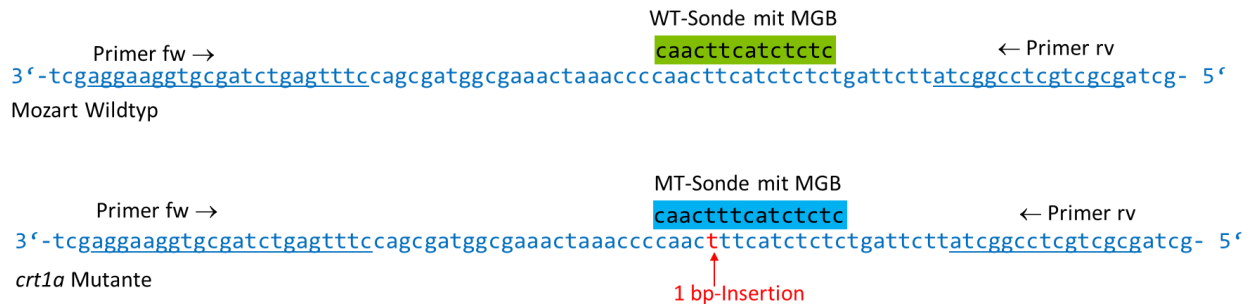 WT-Sonde mit MGB
Primer fw → caacttcatctctc ← Primer rv
3‘-tcgaggaaggtgcgatctgagtttccagcgatggcgaaactaaaccccaacttcatctctctgattcttatcggcctcgtcgcgatcg- 5‘
Mozart Wildtyp
MT-Sonde mit MGB
Primer fw → caactttcatctctc ← Primer rv
3‘-tcgaggaaggtgcgatctgagtttccagcgatggcgaaactaaaccccaactttcatctctctgattcttatcggcctcgtcgcgatcg- 5‘
crt1a Mutante
1 bp-Insertion